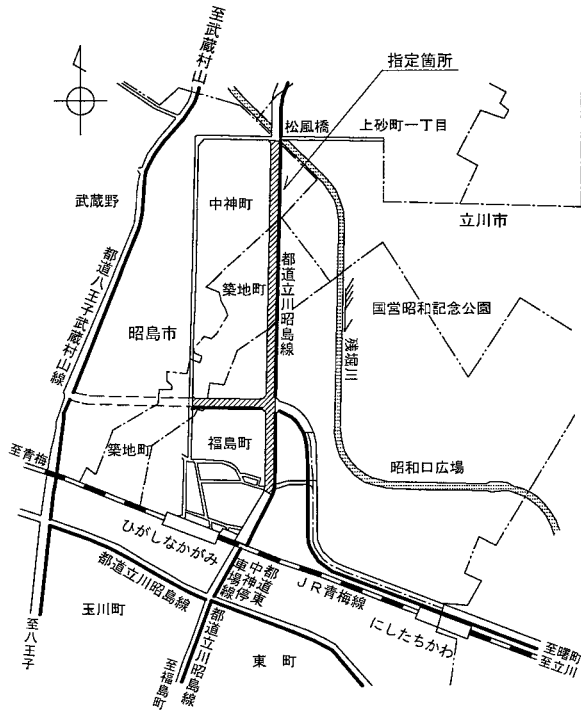 至武蔵村山
指定箇所
松風橋
上砂町一丁目
武蔵野
中神町
立川市
都道八王子武蔵村山線
築地町
都道立川昭島線
国営昭和記念公園
昭島市
残堀川
至青梅
築地町
福島町
昭和口広場
ひがしなかがみ
都道立川昭島線
都道東中神停車場線
JR青梅線
にしたちかわ
玉川町
至八王子
都道立川昭島線
至福島町
東町
至曙町
至立川